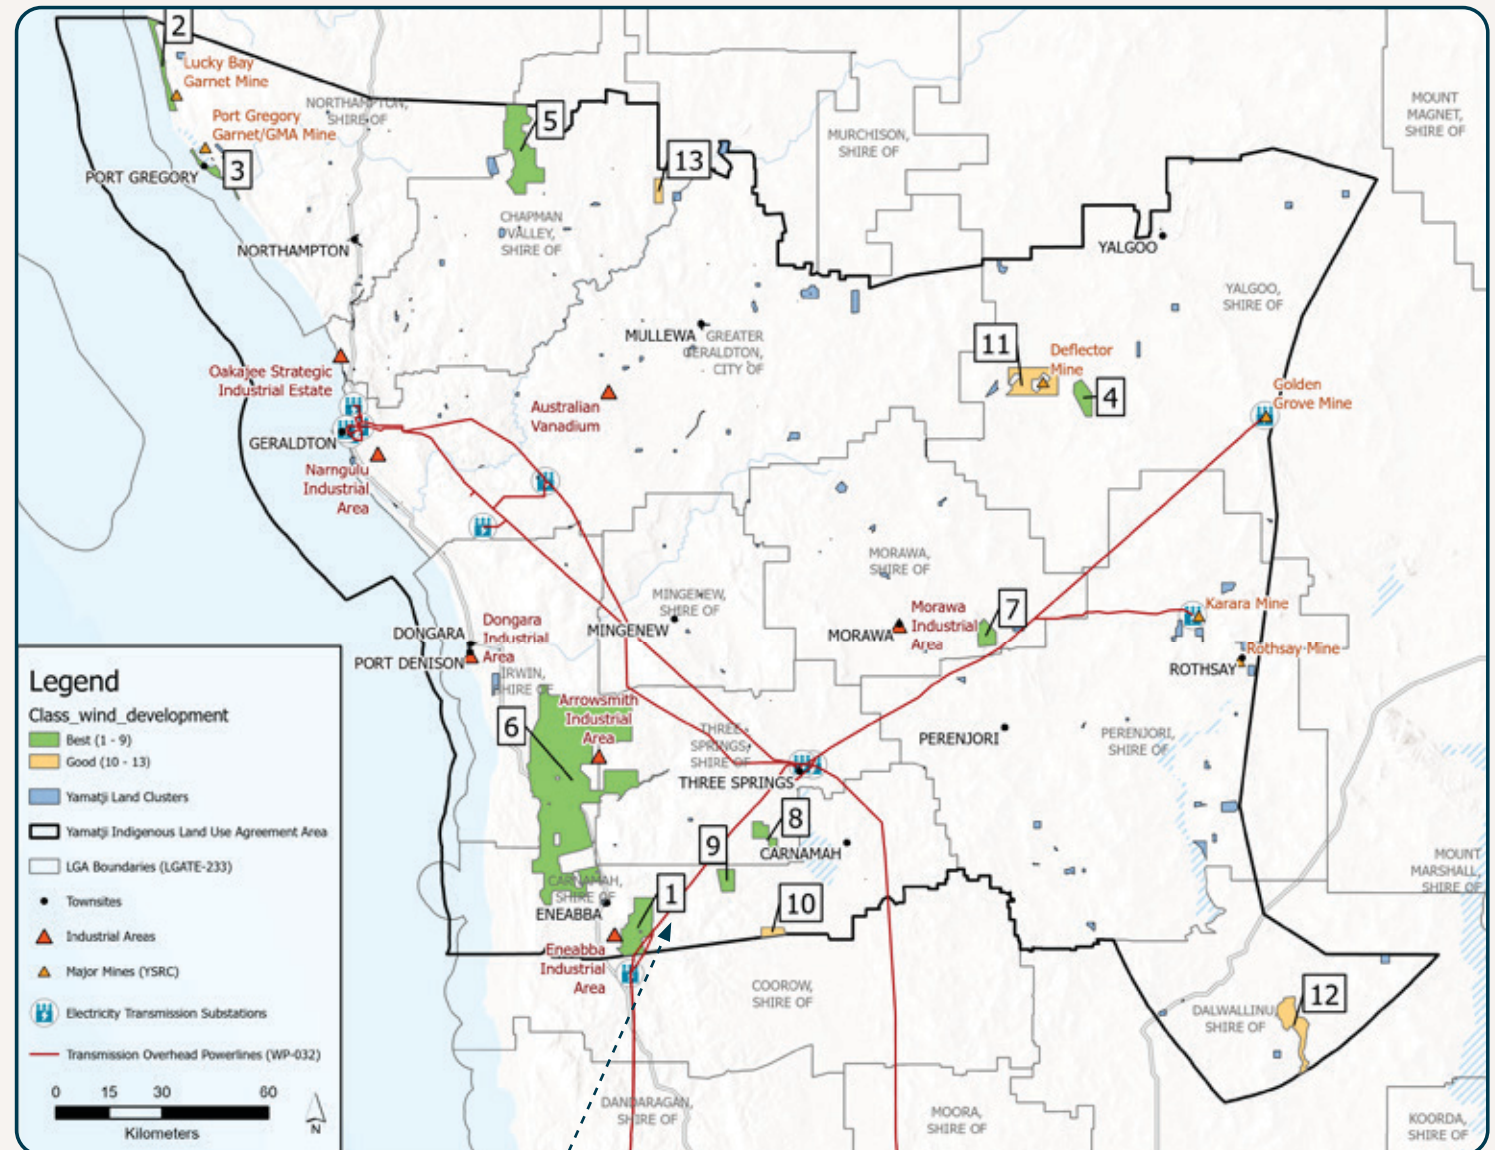 2
Lucky Bay
Garnet Mine
NORTHAMPTON,
SHIRE OF
Port Gregory
Garnet/GMA Mine
5
3
PORT GREGORY
13
MURCHISON,
SHIRE OF
MOUNT
MAGNET,
SHIRE OF
CHAPMAN
VALLEY,
SHIRE OF
NORTHAMPTON
YALGOO
YALGOO,
SHIRE OF
MULLEWA
GREATER
GERALDTON,
CITY OF
11
Deflector
Mine
4
Oakajee Strategic
Industrial Estate
Australian
Vanadium
Golden
Grove Mine
GERALDTON
Narngulu
Industrial
Area
MORAWA,
SHIRE OF
MINGENEW,
SHIRE OF
7
Karara Mine
DONGARA
PORT DENISON
Dongara
Industrial
Area
MINGENEW
MORAWA
Morawa
Industrial
Area
Rothsay Mine
ROTHSAY
IRWIN,
SHIRE OF
Arrowsmith
Industrial
Area
6
THREE
SPRINGS,
SHIRE OF
THREE SPRINGS
PERENJORI
PERENJORI,
SHIRE OF
8
9
CARNAMAH
MOUNT
MARSHALL,
SHIRE OF
CARNAMAH,
SHIRE OF
1
ENEABBA
10
Eneabba
Industrial
Area
COOROW,
SHIRE OF
12
DALWALLINU,
SHIRE OF
DANDARAGAN,
SHIRE OF
MOORA,
SHIRE OF
KOORDA,
SHIRE OF
Legend
Class_wind_development
Best (1 - 9)
Good (10 - 13)
Yamatji Land Clusters
Yamatji Indigenous Land Use Agreement Area
LGA Boundaries (LGATE-233)
Townsites
Industrial Areas
Major Mines (YSRC)
Electricity Transmission Substations
Transmission Overhead Powerlines (WP-032)
0 15 30 60
Kilometers
N